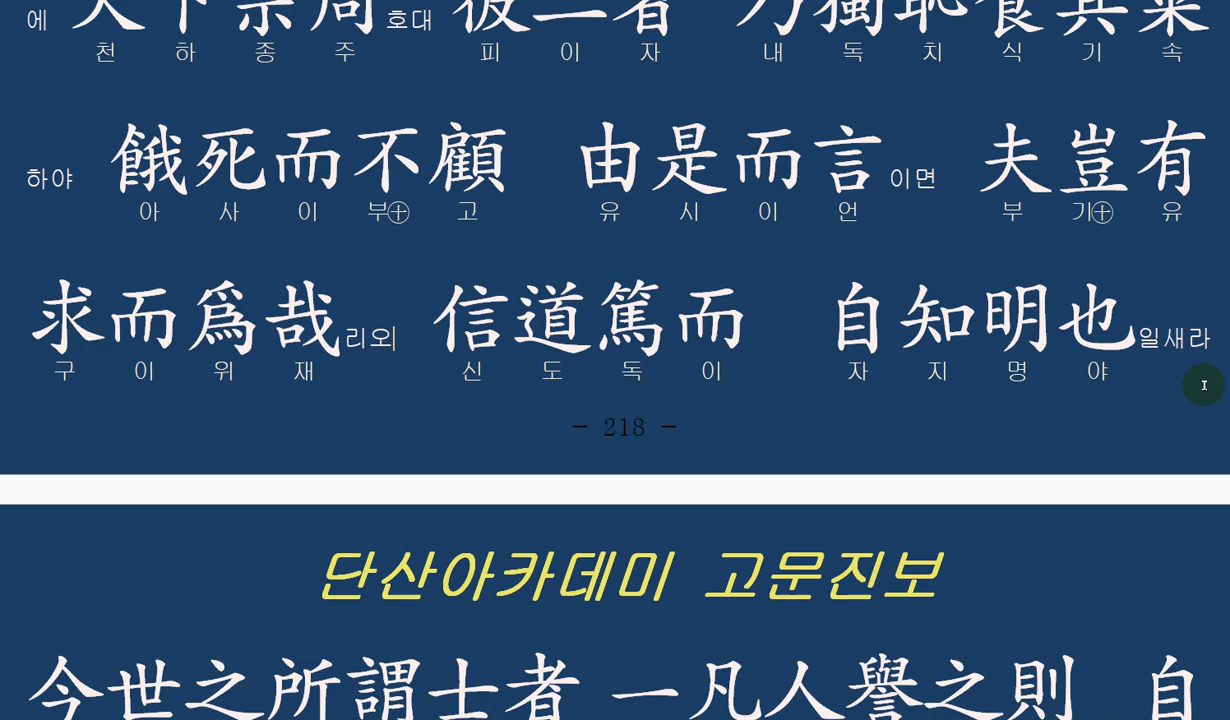 에 天下宗周호대 彼二者 乃獨恥食其粟
천 하 종 주 피 이 자 내 독 치 식 기 속
하야 餓死而不顧 由是而言이면 夫豈有
아 사 이 부㊉ 고 유 시 이 언 부 기㊉ 유
求而爲哉리오 信道篤而 自知明也일새라
구 이 위 재 신 도 독 이 자 지 명 야
- 218 -
단산아카데미 고문진보
今世之所謂士者 一凡人譽之則 自